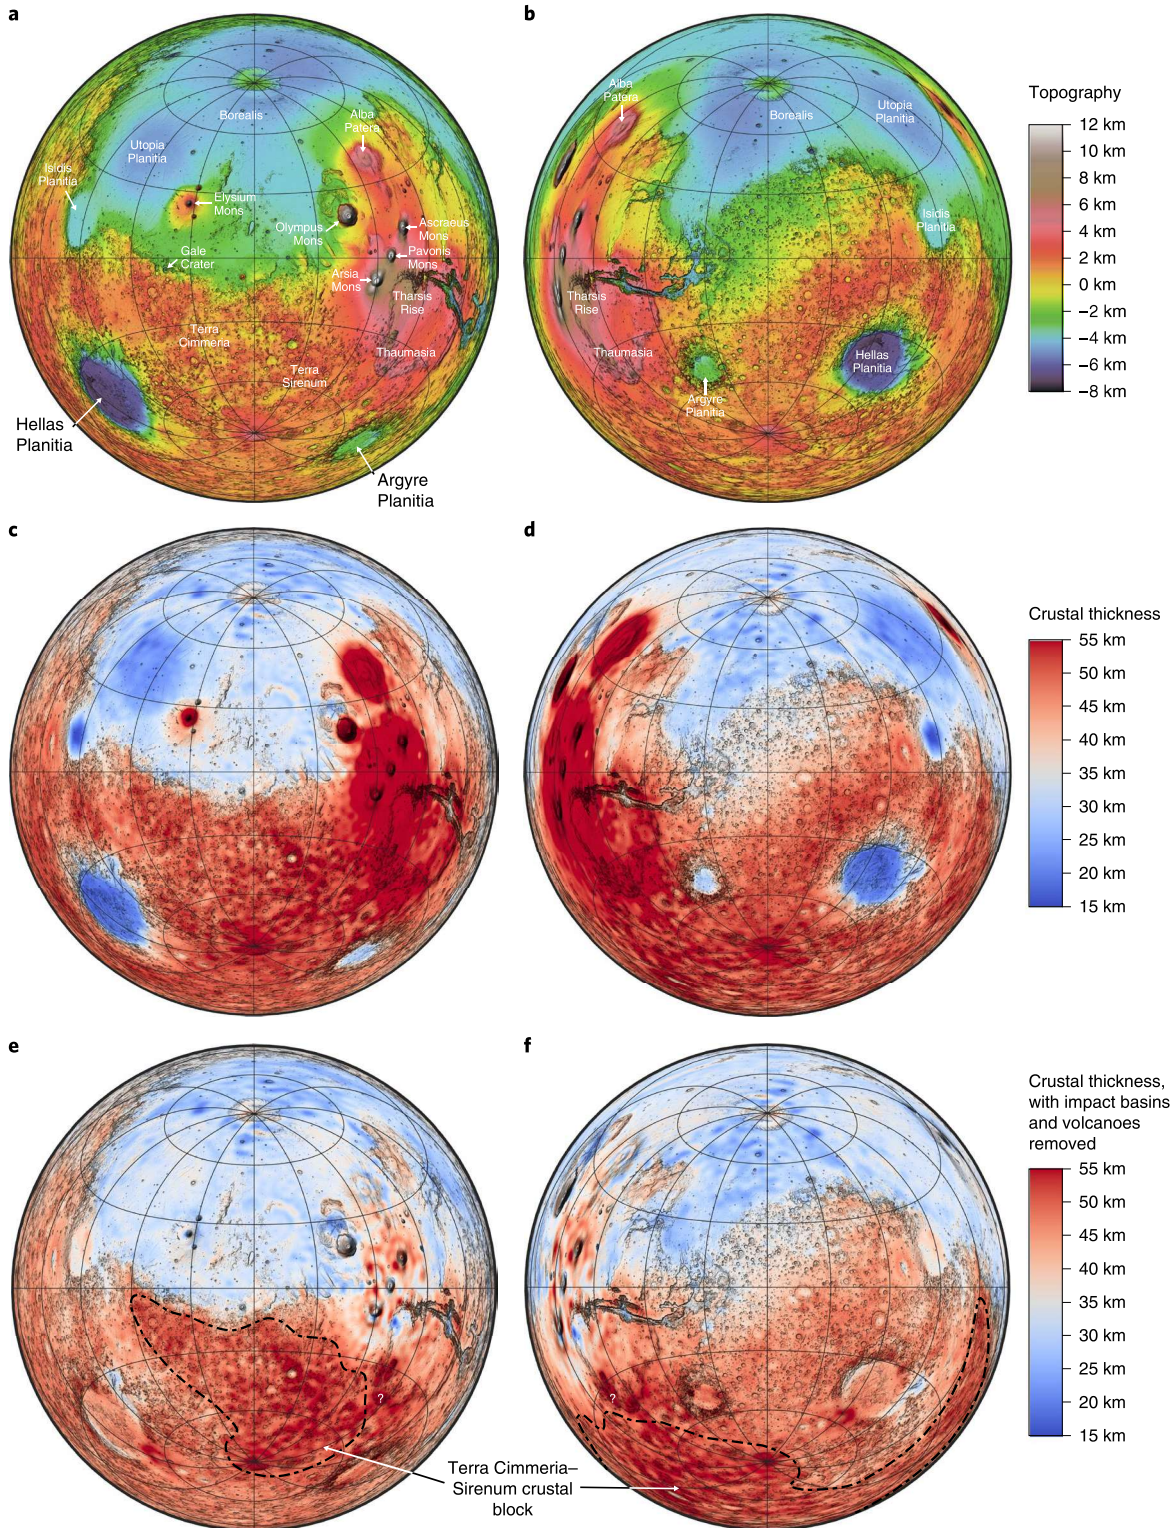 a
b
Topography
12 km
10 km
8 km
6 km
4 km
2 km
0 km
−2 km
−4 km
−6 km
−8 km
Borealis
Alba
Patera
Utopia
Planitia
Isidis
Planitia
Elysium
Mons
Olympus
Mons
Ascraeus
Mons
Gale
Crater
Pavonis
Mons
Arsia
Mons
Tharsis
Rise
Terra
Cimmeria
Thaumasia
Terra
Sirenum
Hellas
Planitia
Argyre
Planitia
Alba
Patera
Borealis
Utopia
Planitia
Isidis
Planitia
Tharsis
Rise
Thaumasia
Hellas
Planitia
Argyre
Planitia
c
d
Crustal thickness
55 km
50 km
45 km
40 km
35 km
30 km
25 km
20 km
15 km
e
f
Crustal thickness,
with impact basins
and volcanoes
removed
55 km
50 km
45 km
40 km
35 km
30 km
25 km
20 km
15 km
?
?
Terra Cimmeria–
Sirenum crustal
block